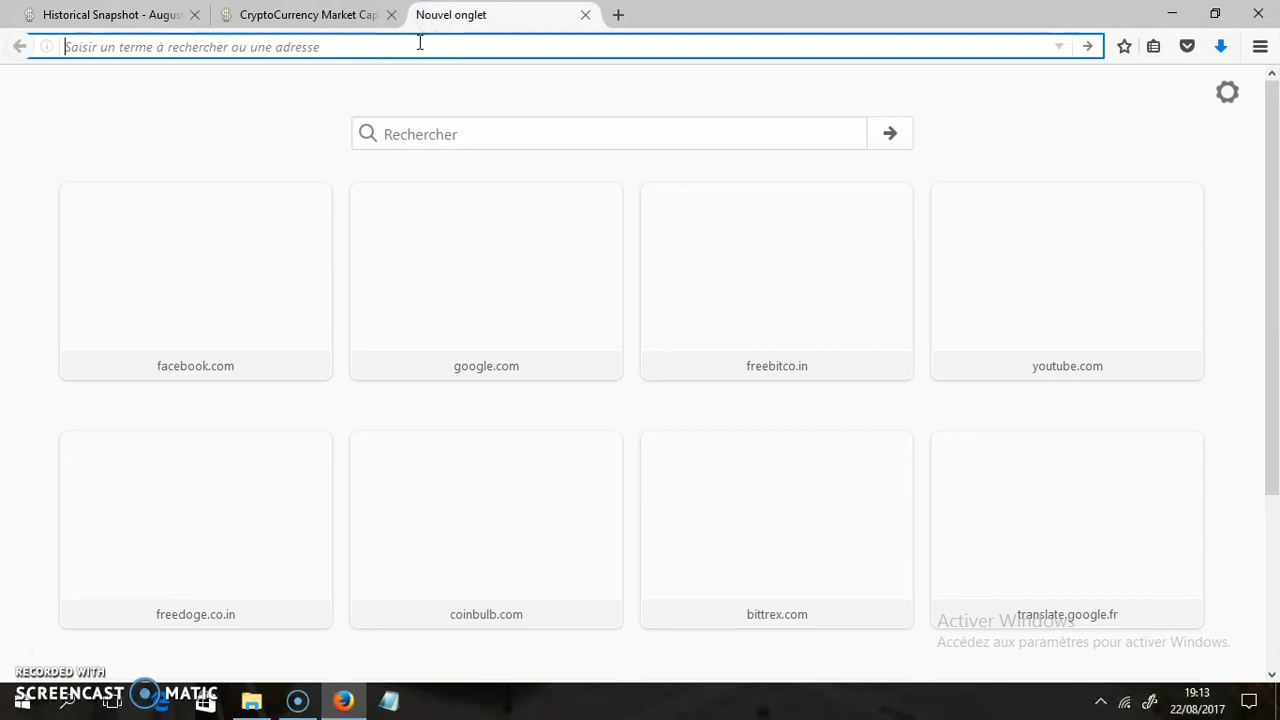 Historical Snapshot - Augus
CryptoCurrency Market Cap
Nouvel onglet
Saisir un terme à rechercher ou une adresse
Rechercher
facebook.com
google.com
freebitco.in
youtube.com
freedoge.co.in
coinbulb.com
bittrex.com
translate.google.fr
Activer Windows
Accédez aux paramètres pour activer Windows.
RECORDED WITH
SCREENCAST MATIC
19:13
22/08/2017